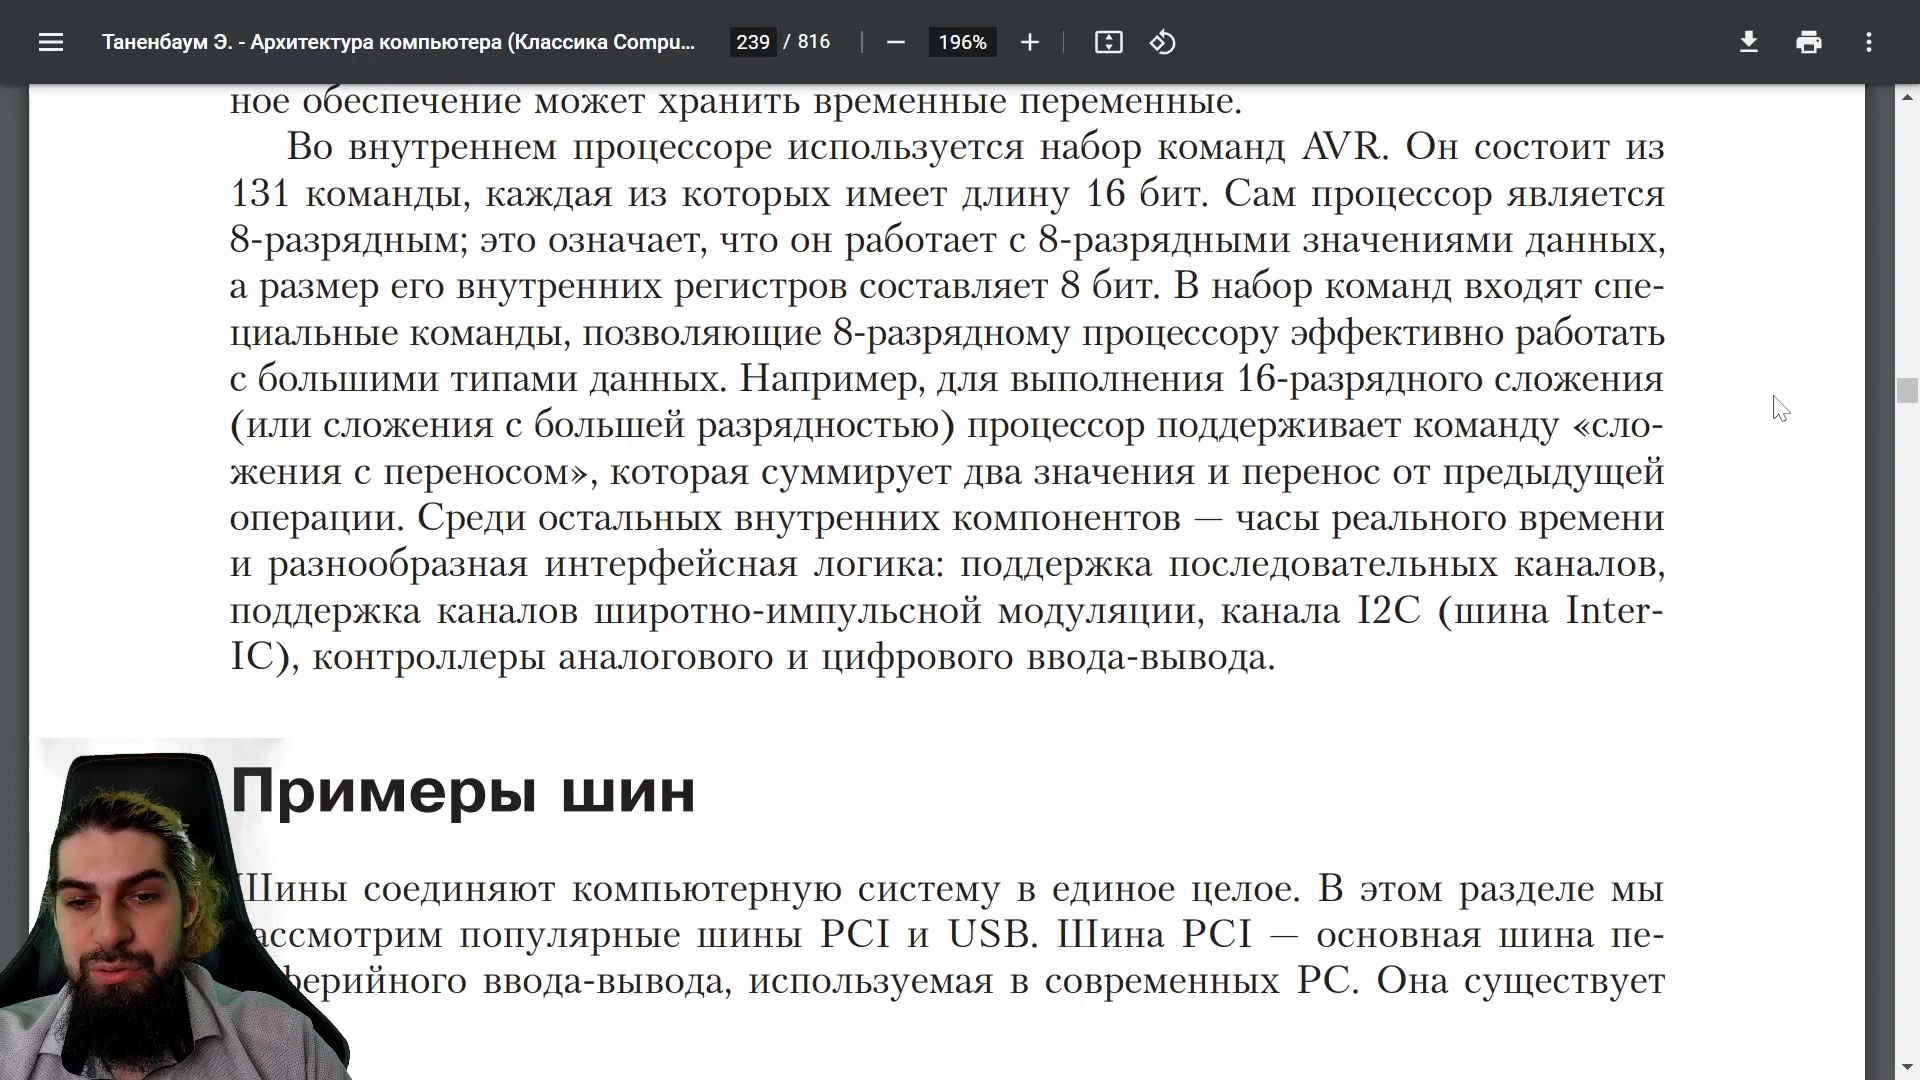 Таненбаум Э. - Архитектура компьютера (Классика Compu...
239 / 816
196%
ное обеспечение может хранить временные переменные.
Во внутреннем процессоре используется набор команд AVR. Он состоит из
131 команды, каждая из которых имеет длину 16 бит. Сам процессор является
8-разрядным; это означает, что он работает с 8-разрядными значениями данных,
а размер его внутренних регистров составляет 8 бит. В набор команд входят спе-
циальные команды, позволяющие 8-разрядному процессору эффективно работать
с большими типами данных. Например, для выполнения 16-разрядного сложения
(или сложения с большей разрядностью) процессор поддерживает команду «сло-
жения с переносом», которая суммирует два значения и перенос от предыдущей
операции. Среди остальных внутренних компонентов — часы реального времени
и разнообразная интерфейсная логика: поддержка последовательных каналов,
поддержка каналов широтно-импульсной модуляции, канала I2C (шина Inter-
IC), контроллеры аналогового и цифрового ввода-вывода.
Примеры шин
Шины соединяют компьютерную систему в единое целое. В этом разделе мы
ассмотрим популярные шины PCI и USB. Шина PCI — основная шина пе-
ферийного ввода-вывода, используемая в современных PC. Она существует